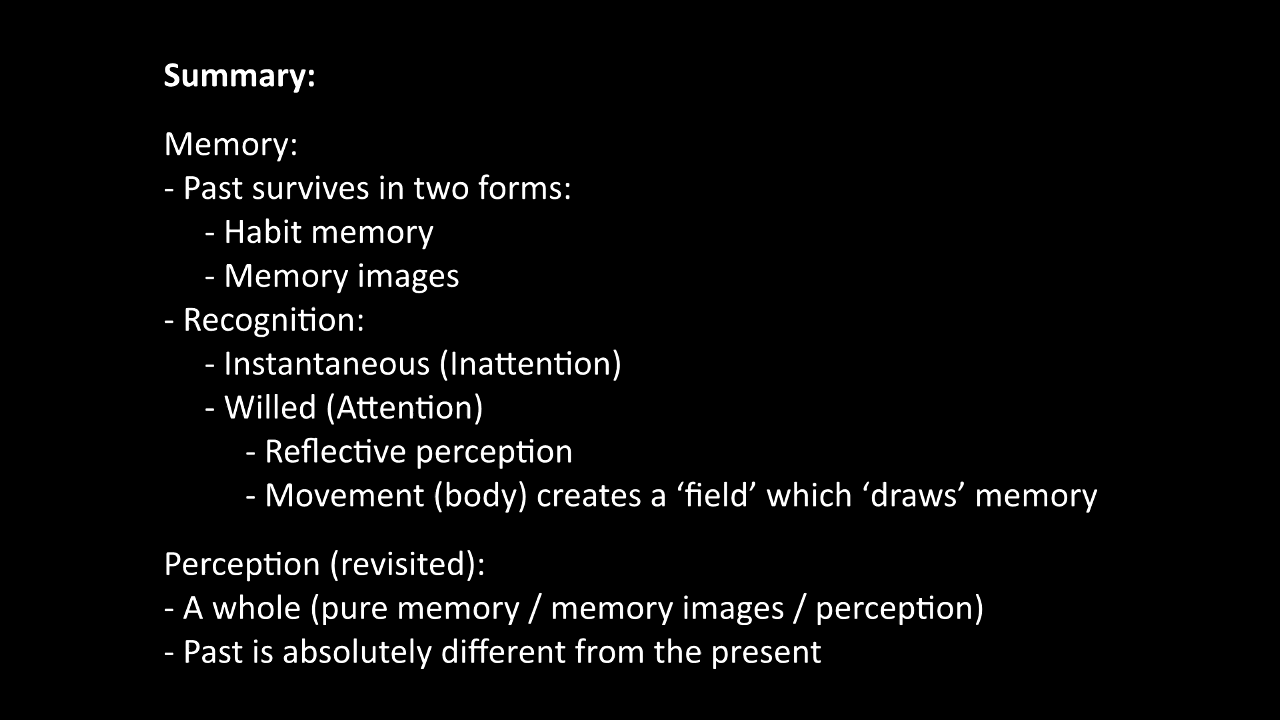 Summary:
Memory:
- Past survives in two forms:
- Habit memory
- Memory images
- Recognition:
- Instantaneous (Inattention)
- Willed (Attention)
- Reflective perception
- Movement (body) creates a ‘field’ which ‘draws’ memory
Perception (revisited):
- A whole (pure memory / memory images / perception)
- Past is absolutely different from the present